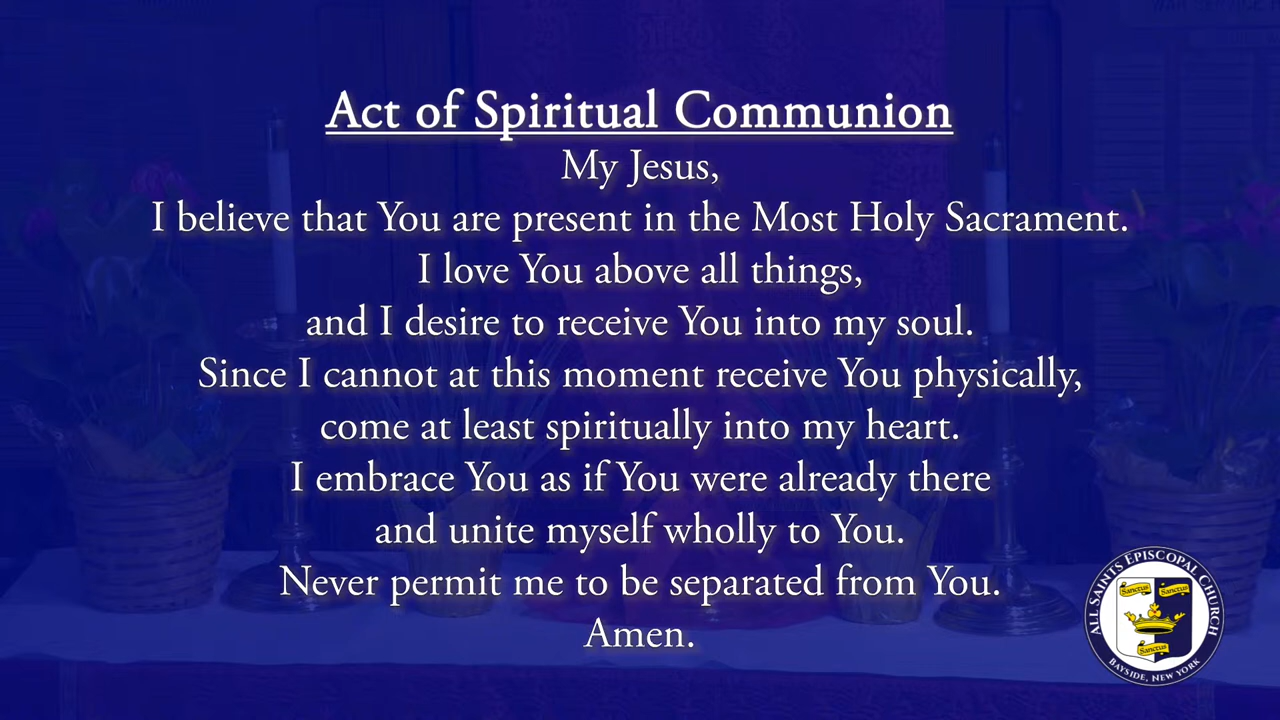 Act of Spiritual Communion
My Jesus,
I believe that You are present in the Most Holy Sacrament.
I love You above all things,
and I desire to receive You into my soul.
Since I cannot at this moment receive You physically,
come at least spiritually into my heart.
I embrace You as if You were already there
and unite myself wholly to You.
Never permit me to be separated from You.
Amen.
ALL SAINTS EPISCOPAL CHURCH
Sanctus Sanctus
Sanctus
BAYSIDE, NEW YORK